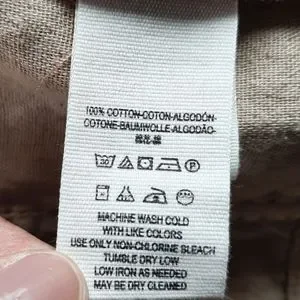 100% COTTON-COTON-ALGODÓN-
COTONE-BAUMWOLLE-ALGODÃO-
MACHINE WASH COLD
WITH LIKE COLORS
USE ONLY NON-CHLORINE BLEACH
TUMBLE DRY LOW
LOW IRON AS NEEDED
MAY BE DRY CLEANED